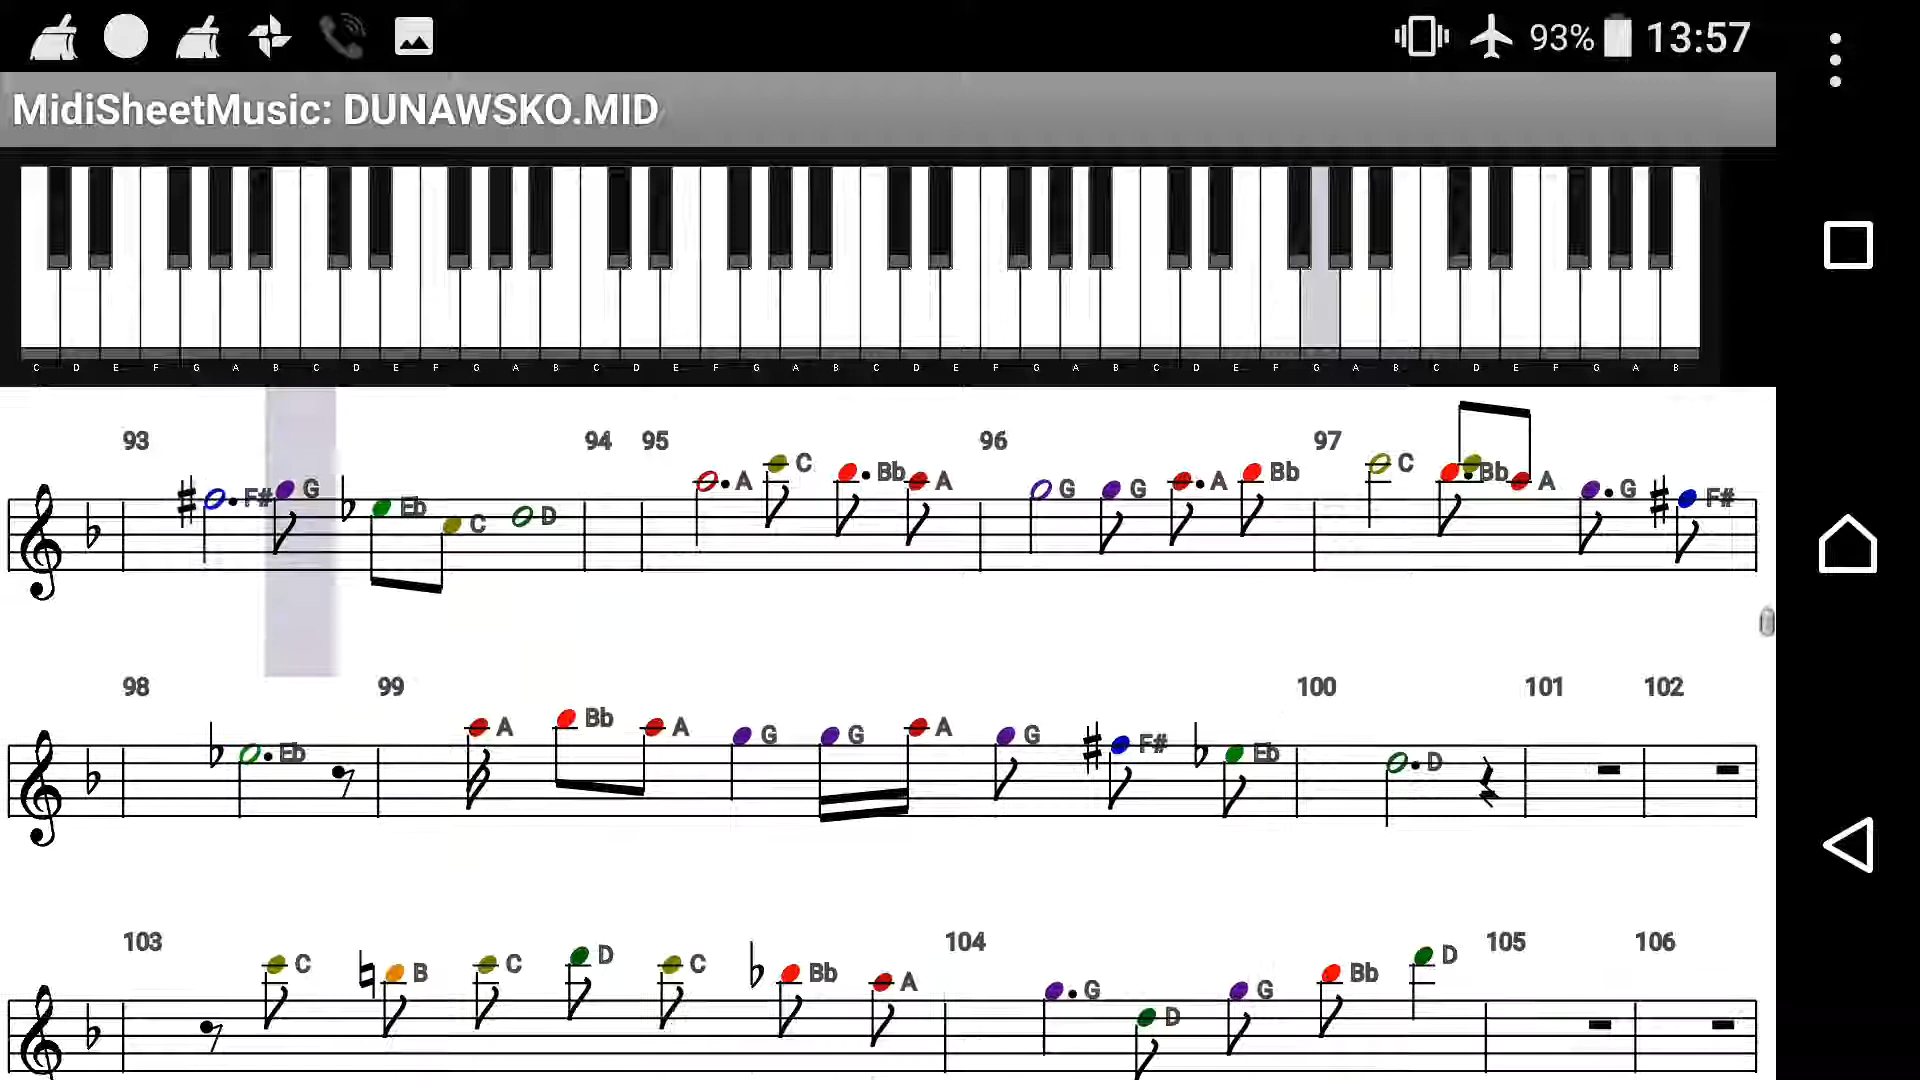 93% 13:57
MidiSheetMusic: DUNAWSKO.MID
C D E F G A B C D E F G A B C D E F G A B C D E F G A B C D E F G A B C D E F G A B
93 94 95 96 97
F# G Eb C D A C Bb A G G A Bb C Bb A G F#
98 99 100 101 102
Eb A Bb A G G A G F# Eb D
103 104 105 106
C B C D C Bb A G D G Bb D